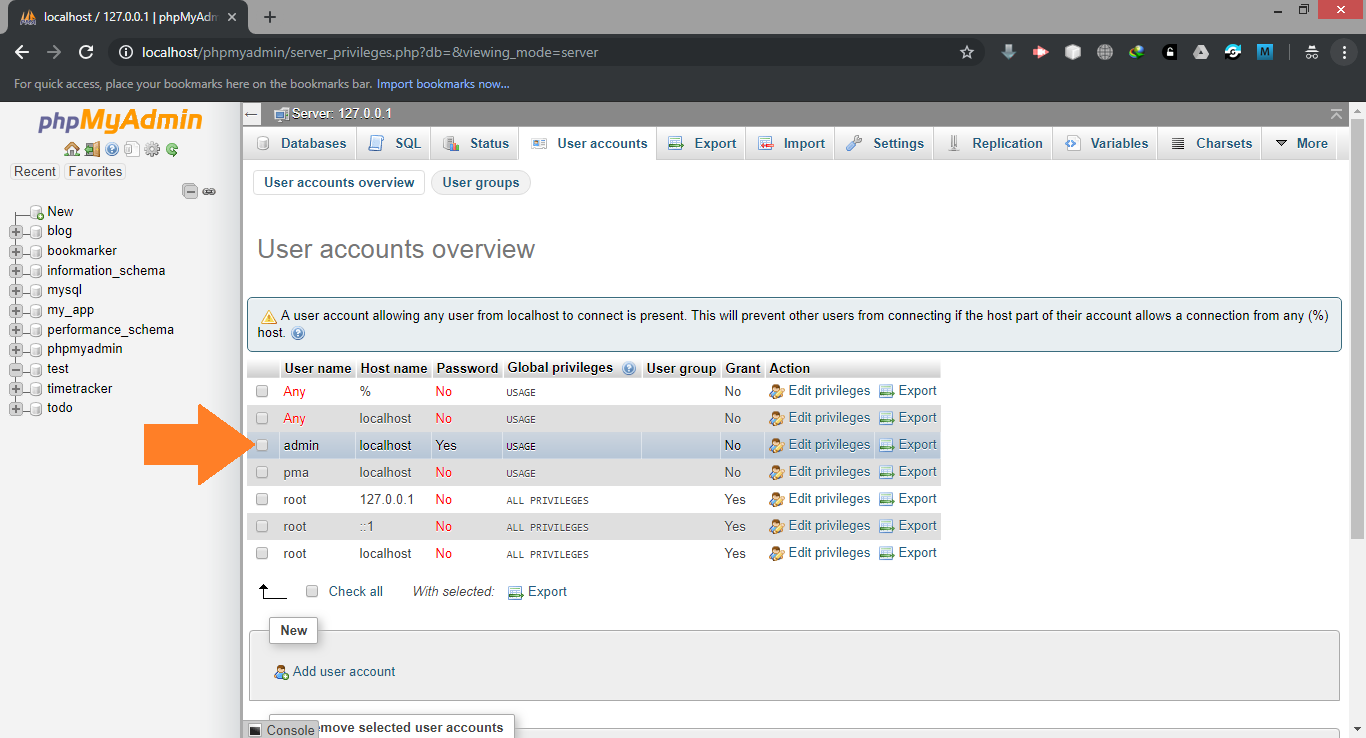 localhost / 127.0.0.1 | phpMyAdm
localhost/phpmyadmin/server_privileges.php?db=&viewing_mode=server
For quick access, place your bookmarks here on the bookmarks bar. Import bookmarks now...
phpMyAdmin
Recent Favorites
New
blog
bookmarker
information_schema
mysql
my_app
performance_schema
phpmyadmin
test
timetracker
todo
Server: 127.0.0.1
Databases SQL Status User accounts Export Import Settings Replication Variables Charsets More
User accounts overview User groups
User accounts overview
A user account allowing any user from localhost to connect is present. This will prevent other users from connecting if the host part of their account allows a connection from any (%)
host.
User name Host name Password Global privileges User group Grant Action
Any % No USAGE No Edit privileges Export
Any localhost No USAGE No Edit privileges Export
admin localhost Yes USAGE No Edit privileges Export
pma localhost No USAGE No Edit privileges Export
root 127.0.0.1 No ALL PRIVILEGES Yes Edit privileges Export
root ::1 No ALL PRIVILEGES Yes Edit privileges Export
root localhost No ALL PRIVILEGES Yes Edit privileges Export
Check all With selected: Export
New
Add user account
Console move selected user accounts